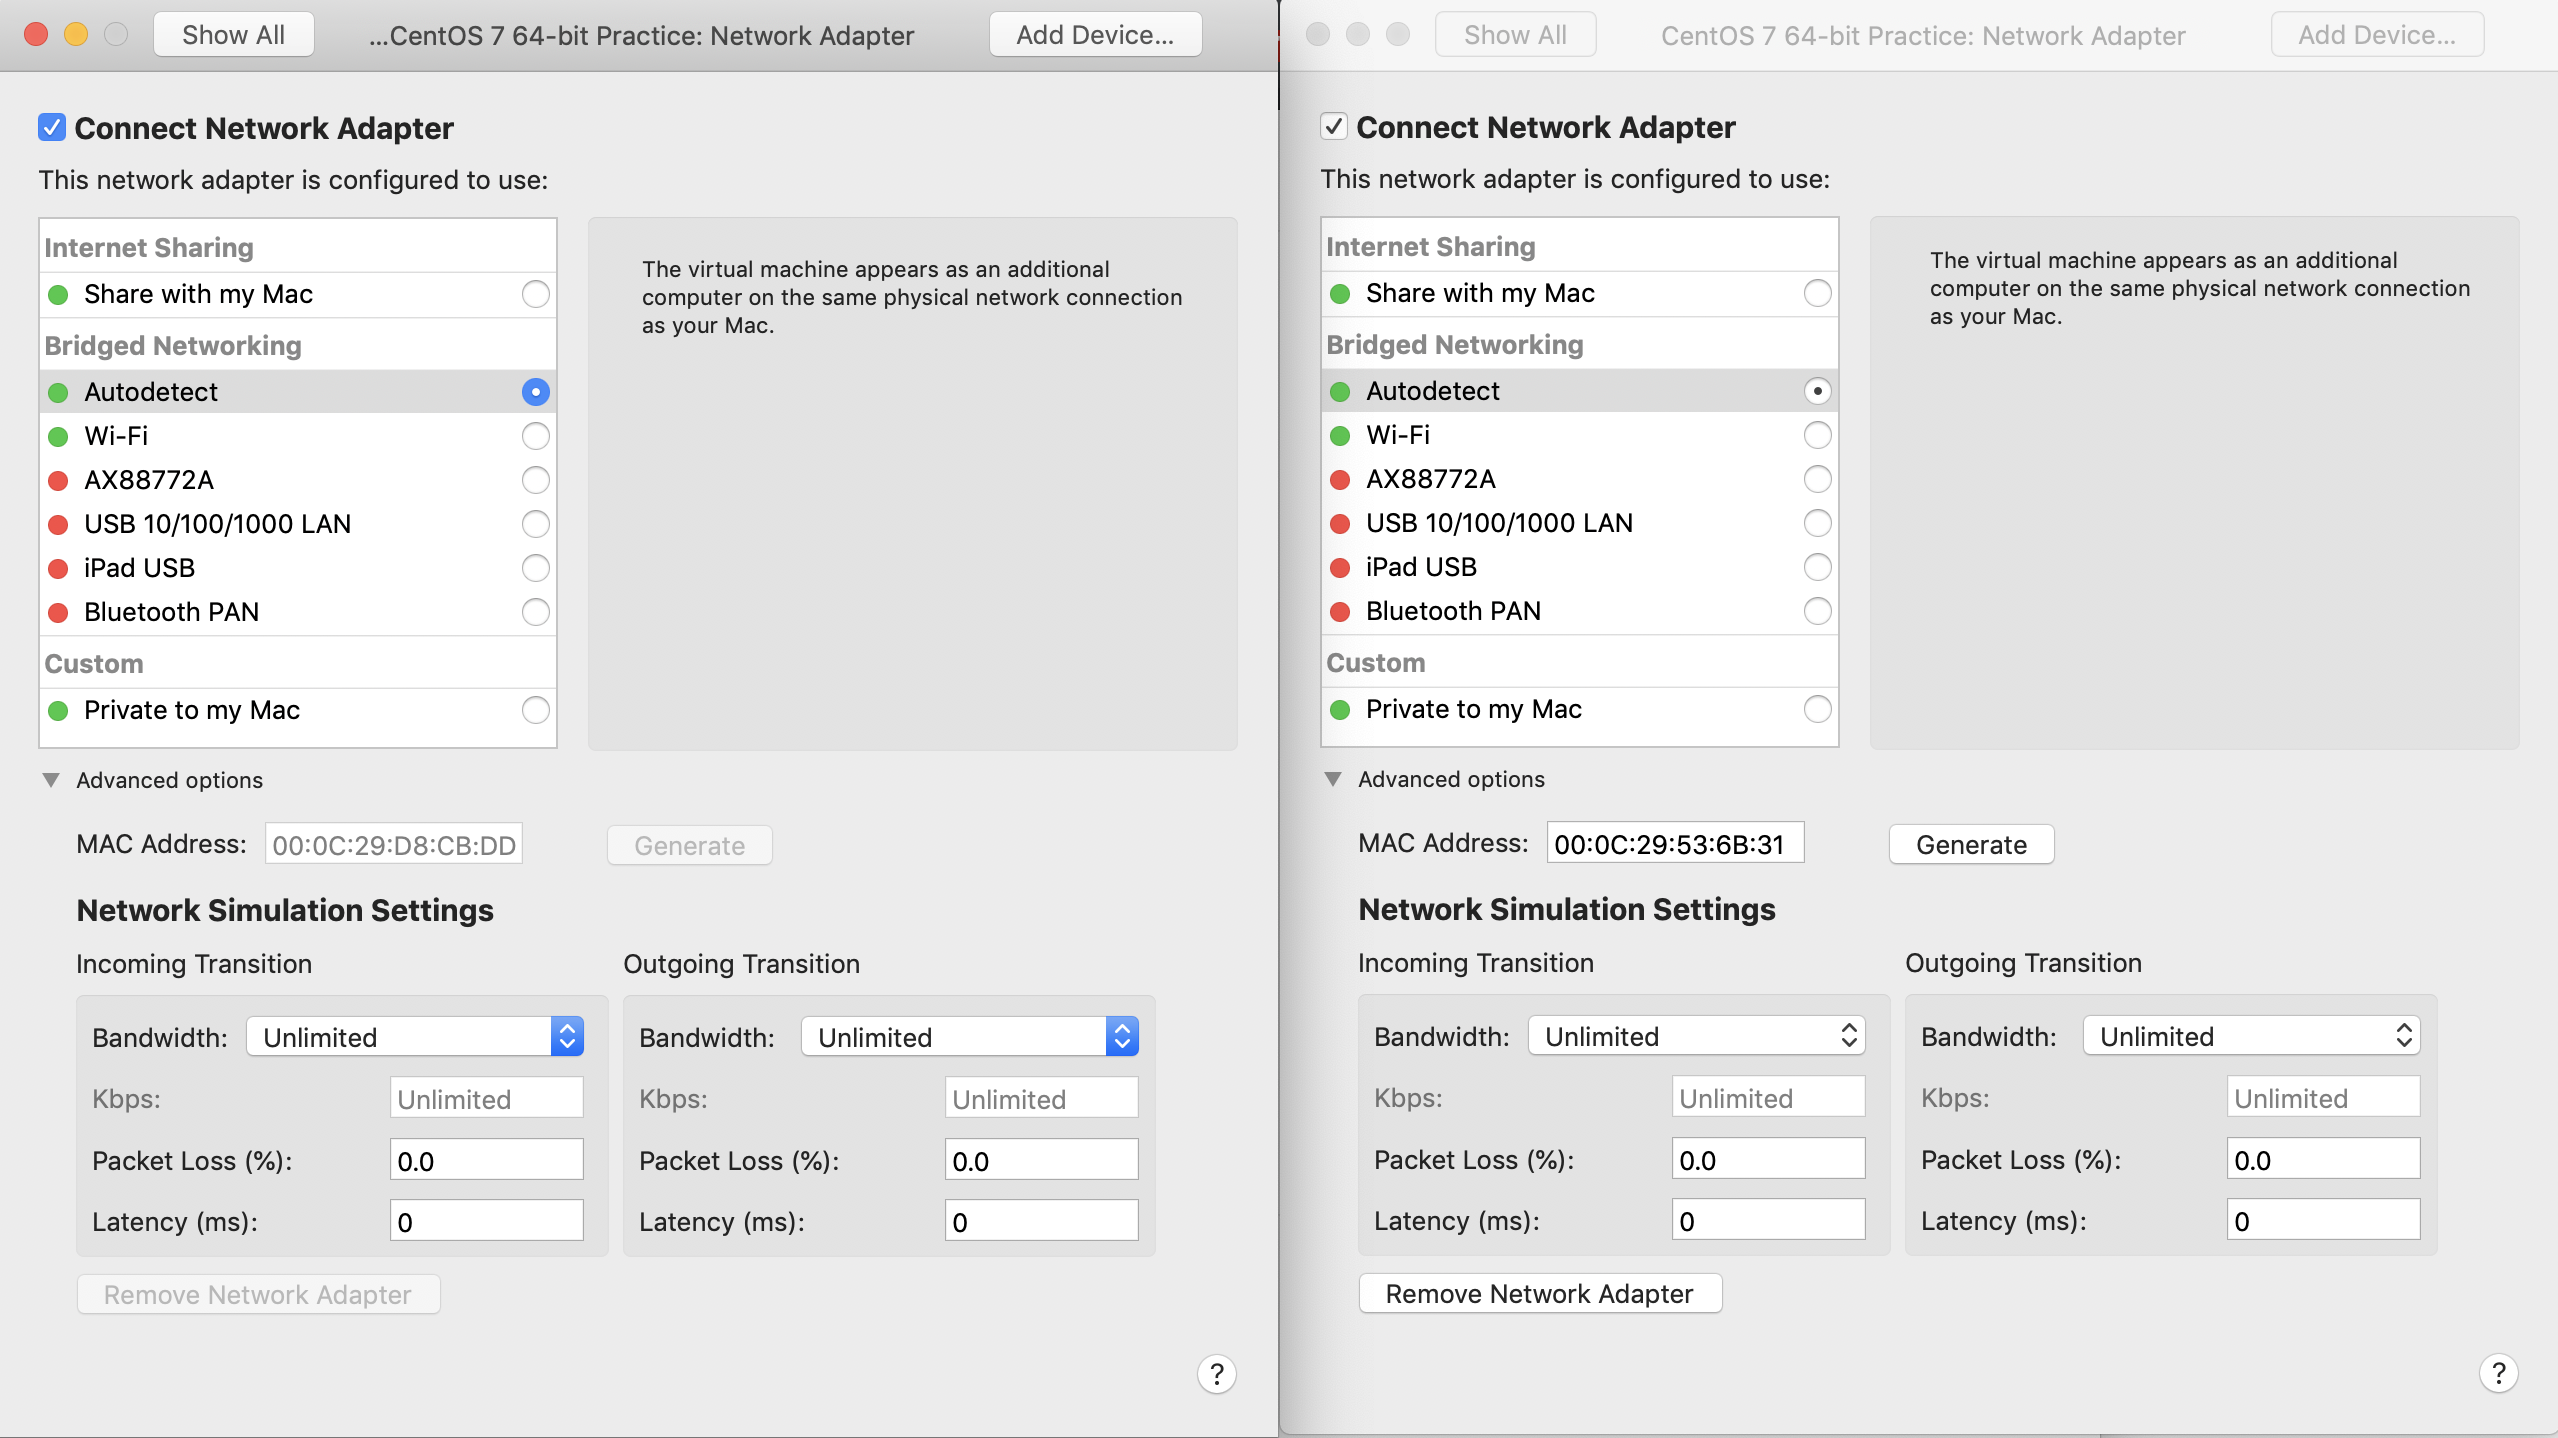 Show All
...CentOS 7 64-bit Practice: Network Adapter
Add Device...
Connect Network Adapter
This network adapter is configured to use:
Internet Sharing
Share with my Mac
Bridged Networking
Autodetect
Wi-Fi
AX88772A
USB 10/100/1000 LAN
iPad USB
Bluetooth PAN
Custom
Private to my Mac
The virtual machine appears as an additional
computer on the same physical network connection
as your Mac.
Advanced options
MAC Address: 00:0C:29:D8:CB:DD Generate
Network Simulation Settings
Incoming Transition
Bandwidth: Unlimited
Kbps: Unlimited
Packet Loss (%): 0.0
Latency (ms): 0
Outgoing Transition
Bandwidth: Unlimited
Kbps: Unlimited
Packet Loss (%): 0.0
Latency (ms): 0
Remove Network Adapter
?
Show All
CentOS 7 64-bit Practice: Network Adapter
Add Device...
Connect Network Adapter
This network adapter is configured to use:
Internet Sharing
Share with my Mac
Bridged Networking
Autodetect
Wi-Fi
AX88772A
USB 10/100/1000 LAN
iPad USB
Bluetooth PAN
Custom
Private to my Mac
The virtual machine appears as an additional
computer on the same physical network connection
as your Mac.
Advanced options
MAC Address: 00:0C:29:53:6B:31 Generate
Network Simulation Settings
Incoming Transition
Bandwidth: Unlimited
Kbps: Unlimited
Packet Loss (%): 0.0
Latency (ms): 0
Outgoing Transition
Bandwidth: Unlimited
Kbps: Unlimited
Packet Loss (%): 0.0
Latency (ms): 0
Remove Network Adapter
?